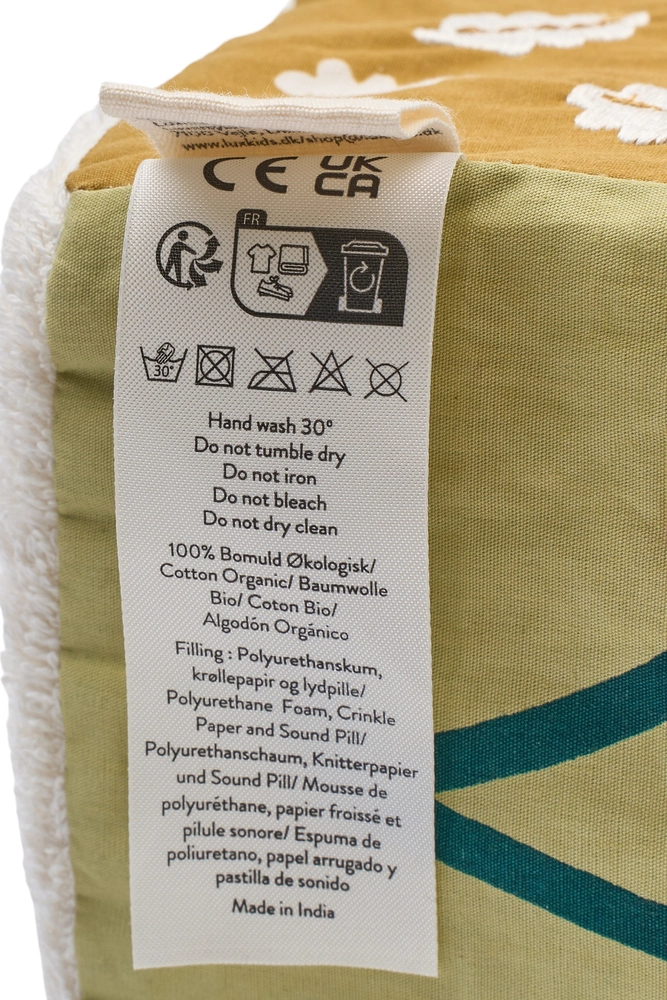 7100 Vejle,
www.luxkids.dk/shop@
CE UK
CA
FR
30°
Hand wash 30°
Do not tumble dry
Do not iron
Do not bleach
Do not dry clean
100% Bomuld Økologisk/
Cotton Organic/ Baumwolle
Bio/ Coton Bio/
Algodón Orgánico
Filling : Polyurethanskum,
krøllepapir og lydpille/
Polyurethane Foam, Crinkle
Paper and Sound Pill/
Polyurethanschaum, Knitterpapier
und Sound Pill/ Mousse de
polyuréthane, papier froissé et
pilule sonore/ Espuma de
poliuretano, papel arrugado y
pastilla de sonido
Made in India